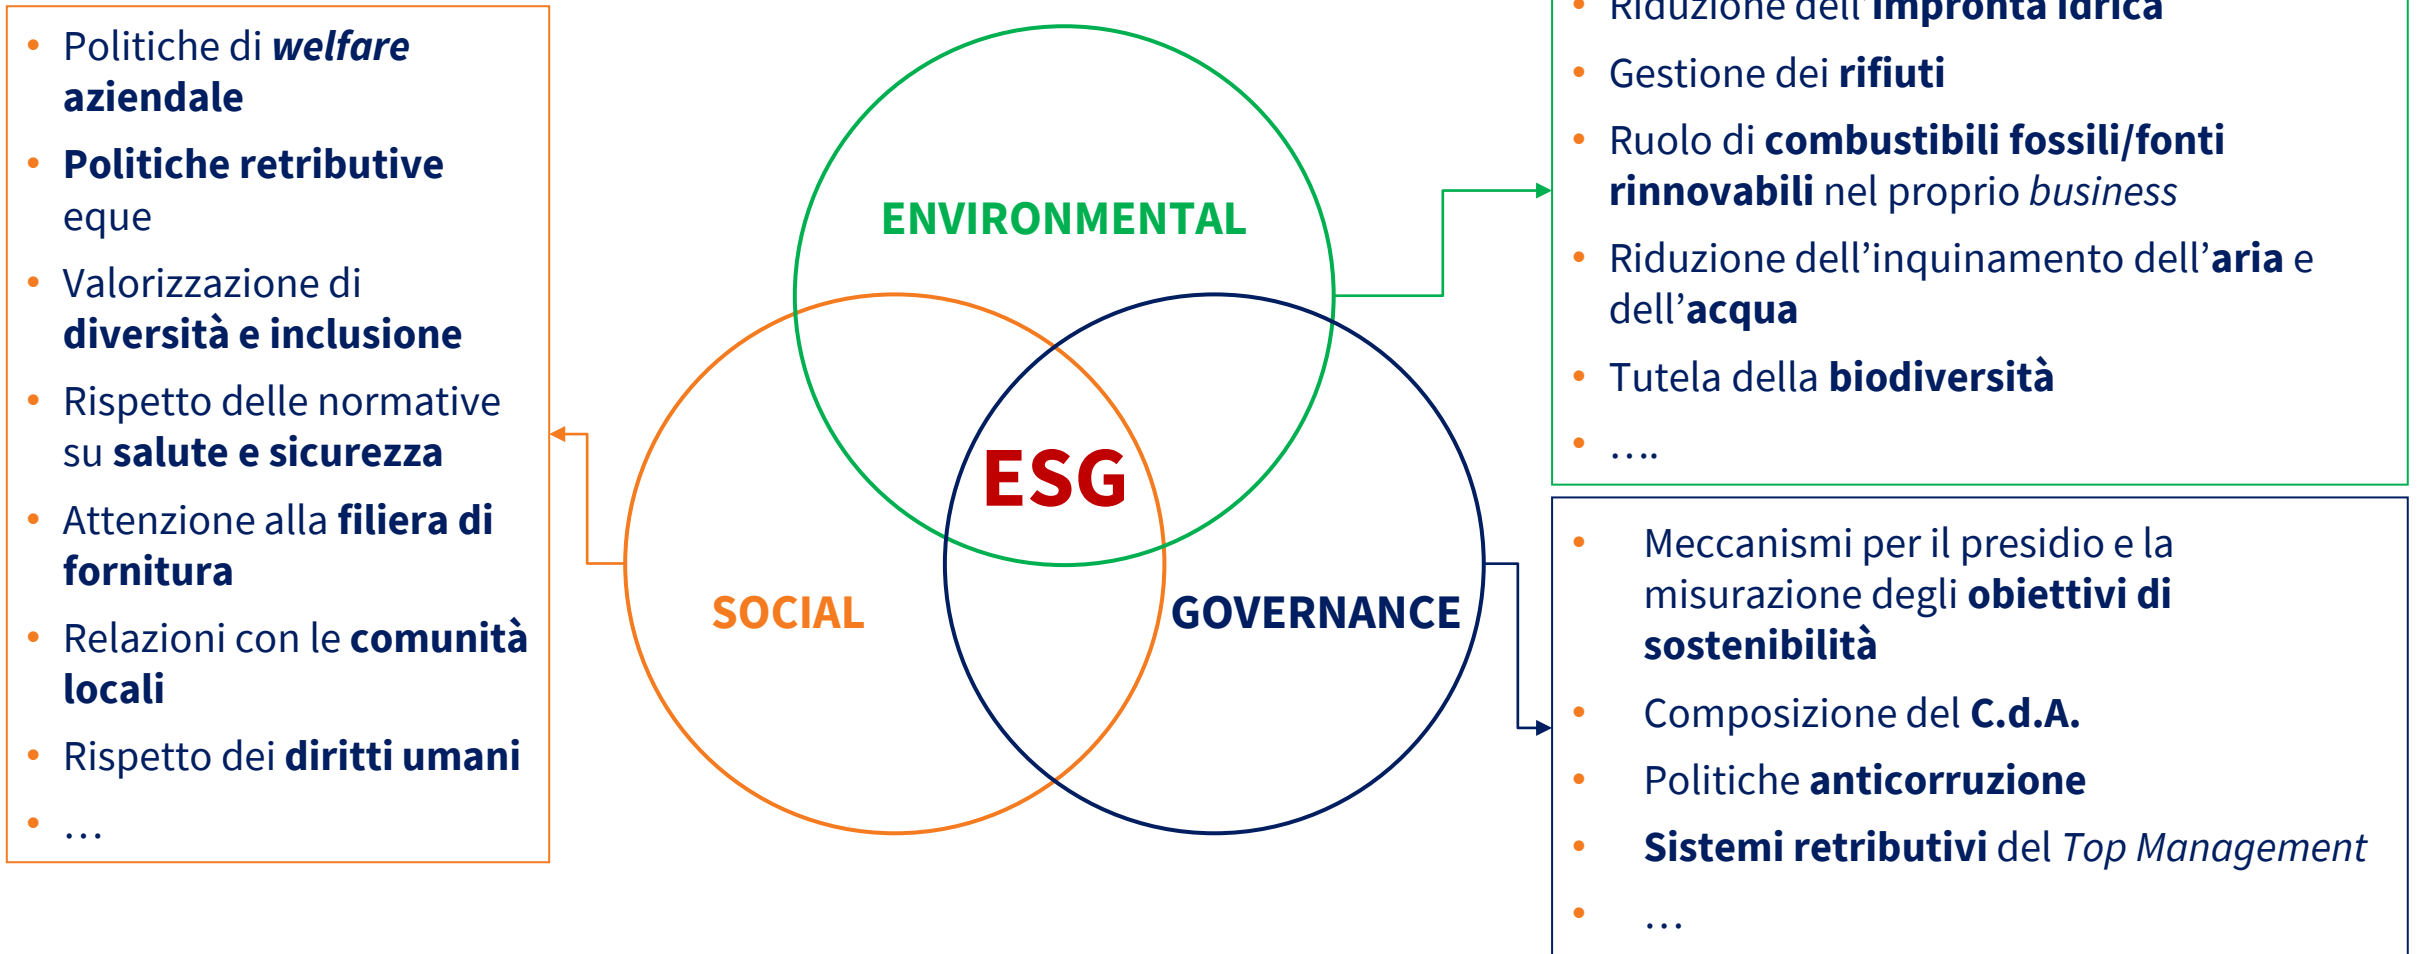 • Politiche di welfare
aziendale
• Politiche retributive
eque
• Valorizzazione di
diversità e inclusione
• Rispetto delle normative
su salute e sicurezza
• Attenzione alla filiera di
fornitura
• Relazioni con le comunità
locali
• Rispetto dei diritti umani
• …
ENVIRONMENTAL
ESG
SOCIAL
GOVERNANCE
• Riduzione dell'impronta idrica
• Gestione dei rifiuti
• Ruolo di combustibili fossili/fonti
rinnovabili nel proprio business
• Riduzione dell’inquinamento dell’aria e
dell’acqua
• Tutela della biodiversità
• ….
• Meccanismi per il presidio e la
misurazione degli obiettivi di
sostenibilità
• Composizione del C.d.A.
• Politiche anticorruzione
• Sistemi retributivi del Top Management
• …